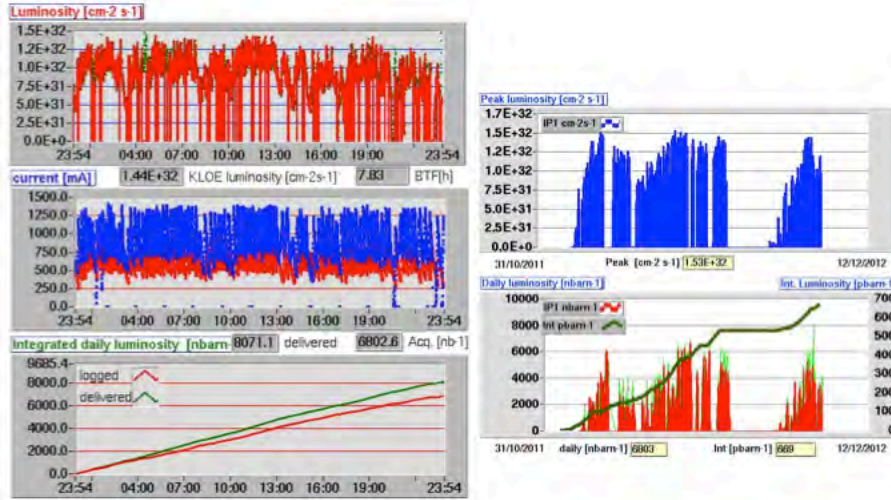 Luminosity [cm-2 s-1]
1.5E+32
1.2E+32
1.0E+32
7.5E+31
5.0E+31
2.5E+31
0.0E+0
23:54 04:00 07:00 10:00 13:00 16:00 19:00 23:54
current [mA] 1.44E+32 KLOE luminosity [cm-2s-1] 7.83 BTF[h]
1500.0
1250.0
1000.0
750.0
500.0
250.0
0.0
23:54 04:00 07:00 10:00 13:00 16:00 19:00 23:54
Integrated daily luminosity [nbarn- 8071.1 delivered 6802.6 Acq. [nb-1]
9685.4
8000.0
6000.0
4000.0
2000.0
0.0
logged
delivered
23:54 04:00 07:00 10:00 13:00 16:00 19:00 23:54
Peak luminosity [cm-2 s-1]
1.7E+32
1.5E+32
1.2E+32
1.0E+32
7.5E+31
5.0E+31
2.5E+31
0.0E+0
IP1 cm-2s-1
31/10/2011 Peak [cm-2 s-1] 1.53E+32 12/12/2012
Daily luminosity [nbarn-1] Int. Luminosity [pbarn-1
10000
8000
6000
4000
2000
0
IP1 nbarn-1
Int pbarn-1
700
600
500
400
300
200
100
0.0
31/10/2011 daily [nbarn-1] 6803 Int [pbarn-1] 669 12/12/2012